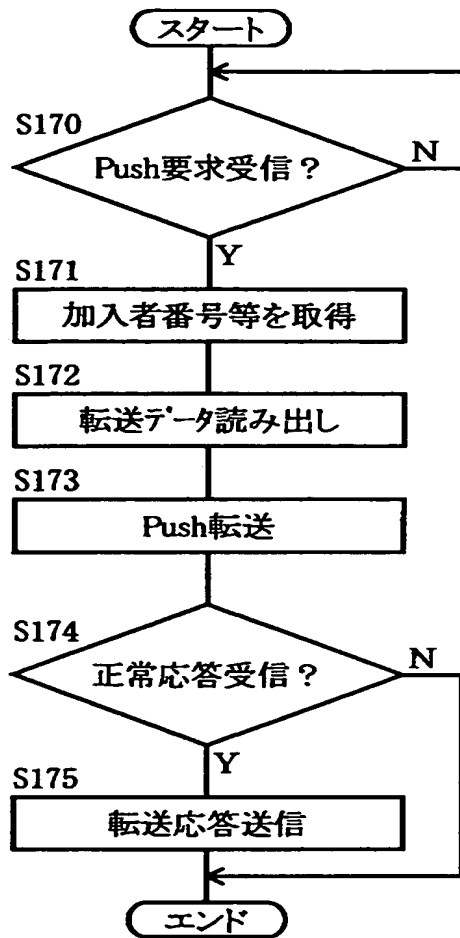 スタート
S170
Push要求受信?
N
Y
S171
加入者番号等を取得
S172
転送データ読み出し
S173
Push転送
S174
正常応答受信?
N
Y
S175
転送応答送信
エンド